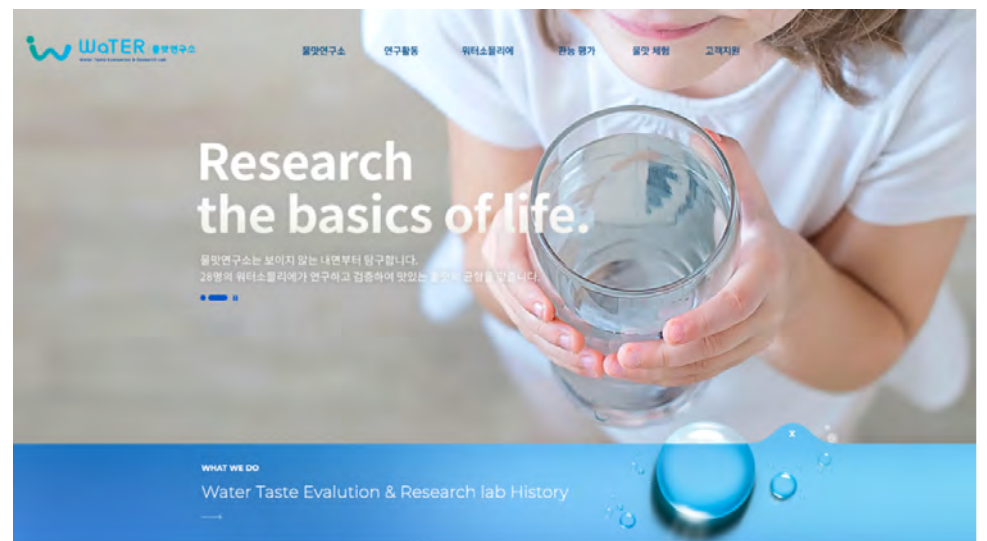 WaTER 물맛연구소
Water Taste Evaluation & Research Lab
물맛연구소 연구활동 워터소믈리에 관능 평가 물맛 체험 고객지원
Research
the basics of life.
물맛연구소는 보이지 않는 내면부터 탐구합니다.
28명의 워터소믈리에가 연구하고 검증하여 맛있는 물맛의 균형을 맞춥니다.
X
WHAT WE DO
Water Taste Evalution & Research lab History